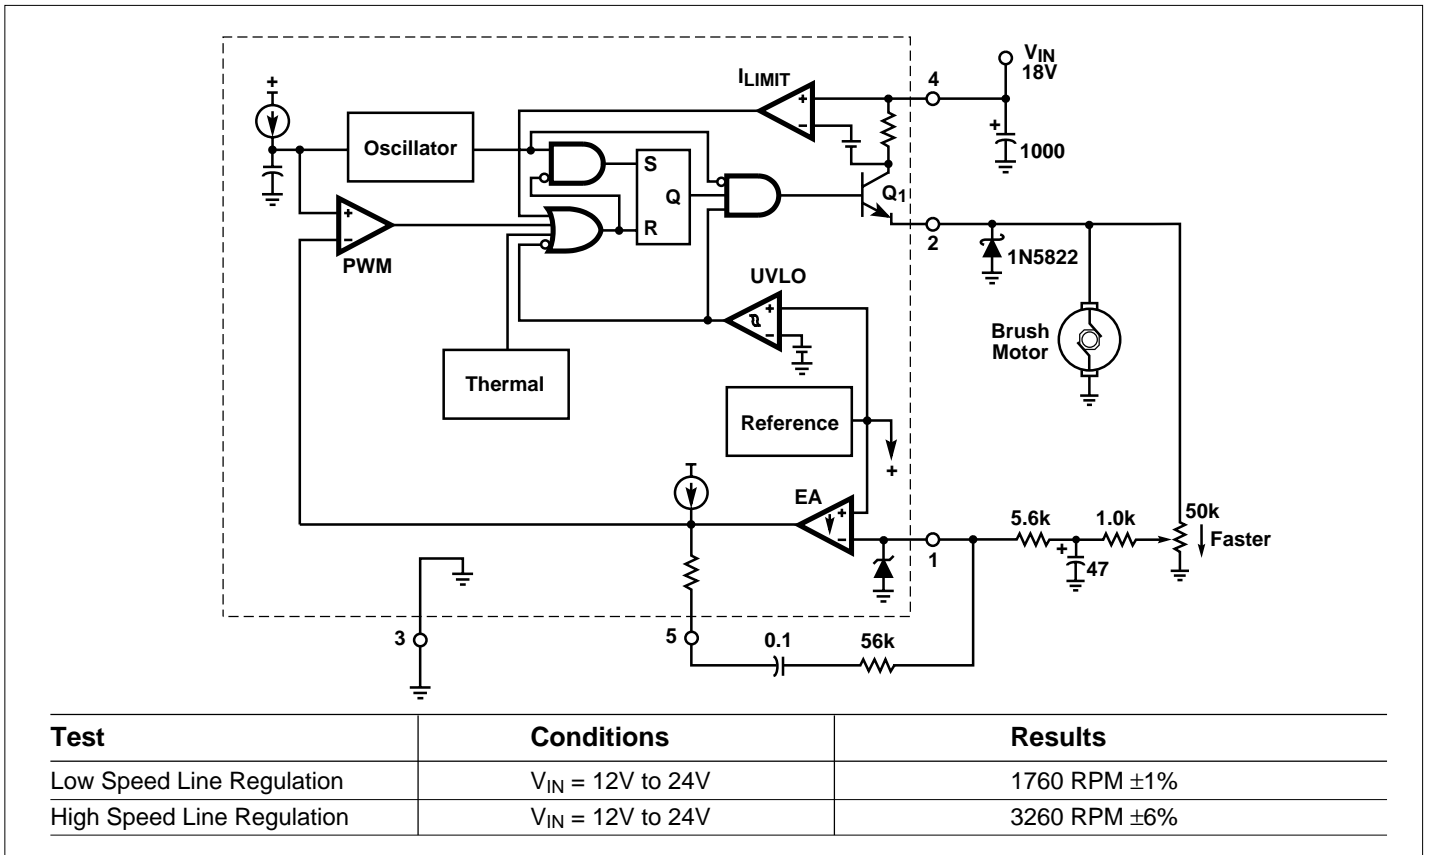 +
I_LIMIT
+
−
4
V_IN
18V
+
1000
Oscillator
S
Q
R
Q1
2
1N5822
+
−
PWM
UVLO
+
−
Brush
Motor
Thermal
Reference
+
EA
+
−
1
5.6k
1.0k
50k
Faster
+
47
3
5
0.1
56k
Test Conditions Results
Low Speed Line Regulation V_IN = 12V to 24V 1760 RPM ±1%
High Speed Line Regulation V_IN = 12V to 24V 3260 RPM ±6%